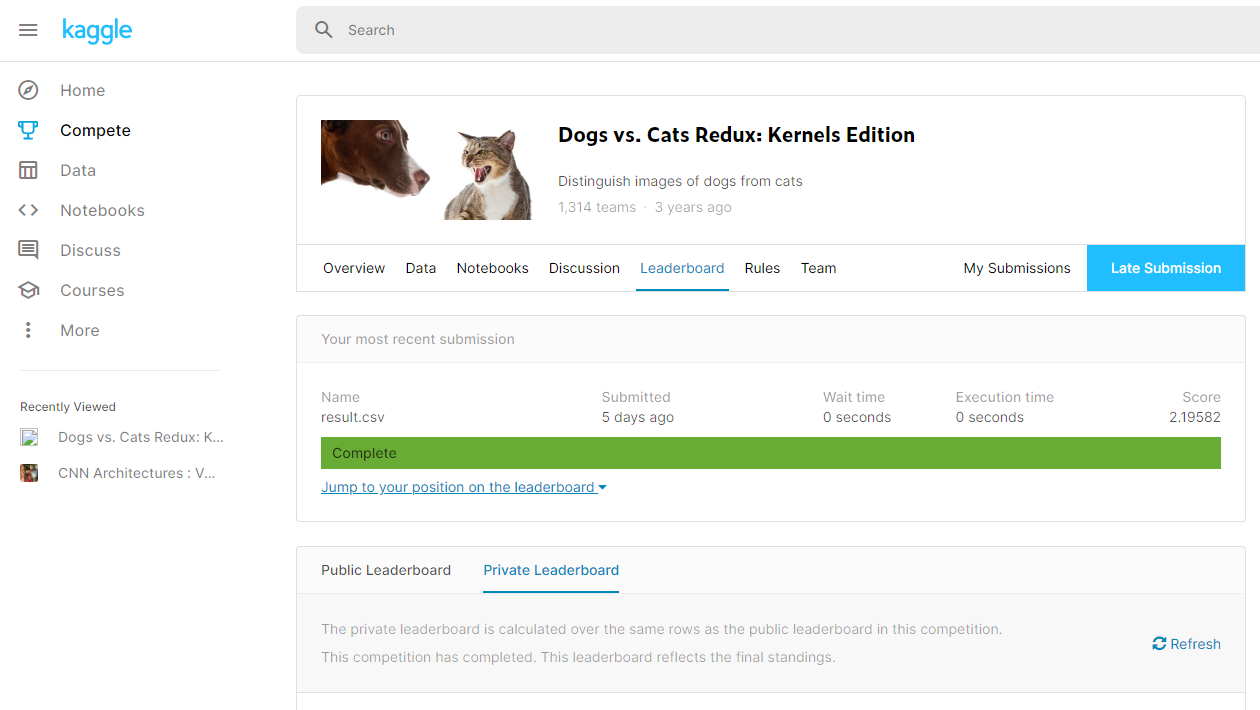 kaggle
Search
Home
Compete
Data
Notebooks
Discuss
Courses
More
Recently Viewed
Dogs vs. Cats Redux: K...
CNN Architectures : V...
Dogs vs. Cats Redux: Kernels Edition
Distinguish images of dogs from cats
1,314 teams · 3 years ago
Overview Data Notebooks Discussion Leaderboard Rules Team My Submissions Late Submission
Your most recent submission
Name Submitted Wait time Execution time Score
result.csv 5 days ago 0 seconds 0 seconds 2.19582
Complete
Jump to your position on the leaderboard
Public Leaderboard Private Leaderboard
The private leaderboard is calculated over the same rows as the public leaderboard in this competition.
This competition has completed. This leaderboard reflects the final standings.
Refresh